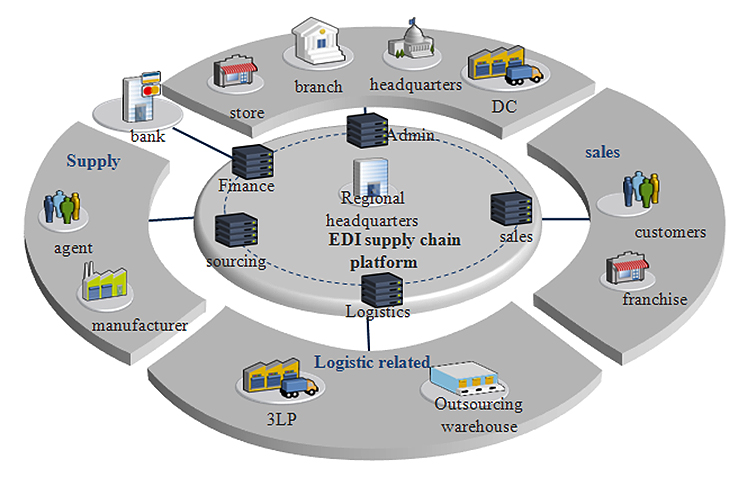 store
branch
headquarters
DC
bank
Supply
agent
manufacturer
Admin
Fmance
sourcing
Regional
headquarters
EDI supply chain
platform
sales
Logistics
sales
customers
franchise
Logistic related
3LP
Outsourcing
warehouse